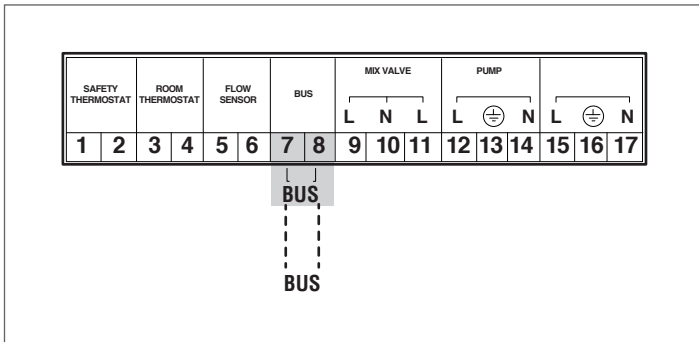 SAFETY THERMOSTAT
ROOM THERMOSTAT
FLOW SENSOR
BUS
MIX VALVE
PUMP
L N L L N L N
1 2 3 4 5 6 7 8 9 10 11 12 13 14 15 16 17
BUS
BUS